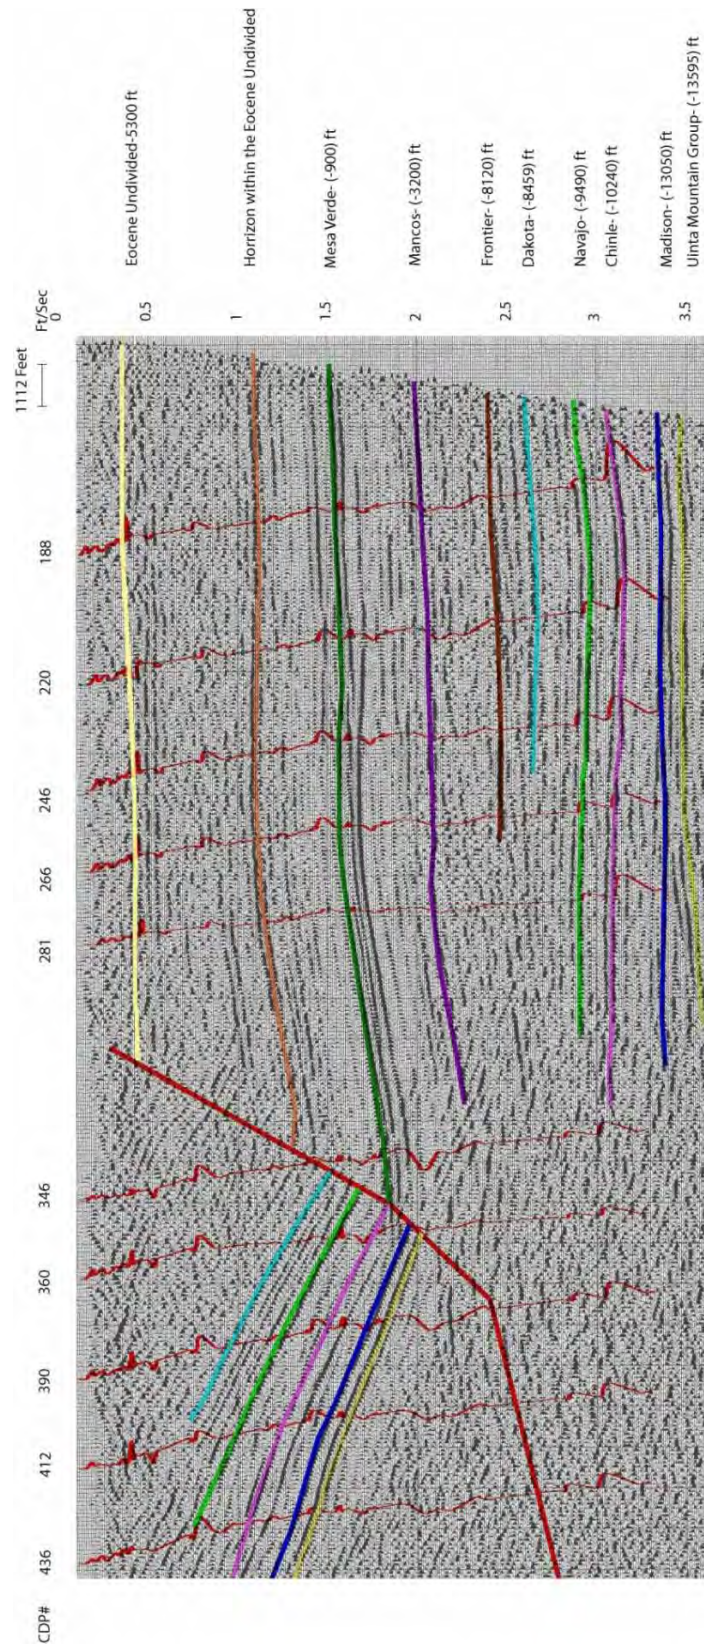 1112 Feet
Ft/Sec
0
0.5
1
1.5
2
2.5
3
3.5
Eocene Undivided-5300 ft
Horrizon within the Eocene Undivided
Mesa Verde- (-900) ft
Mancos- (-3200) ft
Frontier- (-8120) ft
Dakota- (-8459) ft
Navajo- (-9490) ft
Chinle- (-10240) ft
Madison- (-13050) ft
Uinta Mountain Group- (-13595) ft
CDP#
436
412
390
360
346
281
266
246
220
188